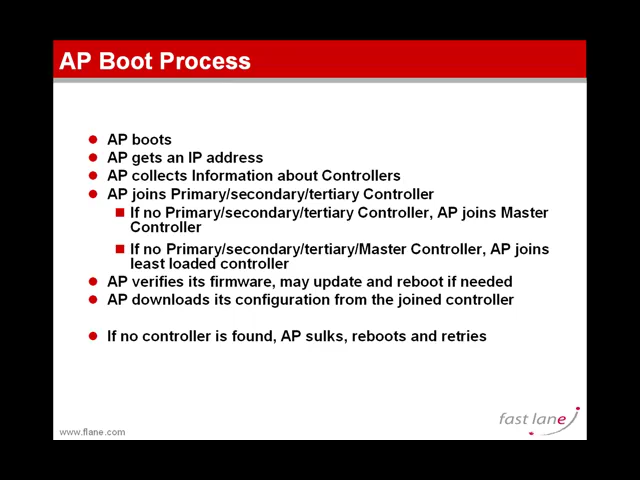 AP Boot Process
AP boots
AP gets an IP address
AP collects Information about Controllers
AP joins Primary/secondary/tertiary Controller
If no Primary/secondary/tertiary Controller, AP joins Master
Controller
If no Primary/secondary/tertiary/Master Controller, AP joins
least loaded controller
AP verifies its firmware, may update and reboot if needed
AP downloads its configuration from the joined controller
If no controller is found, AP sulks, reboots and retries
www.flane.com
fast lane